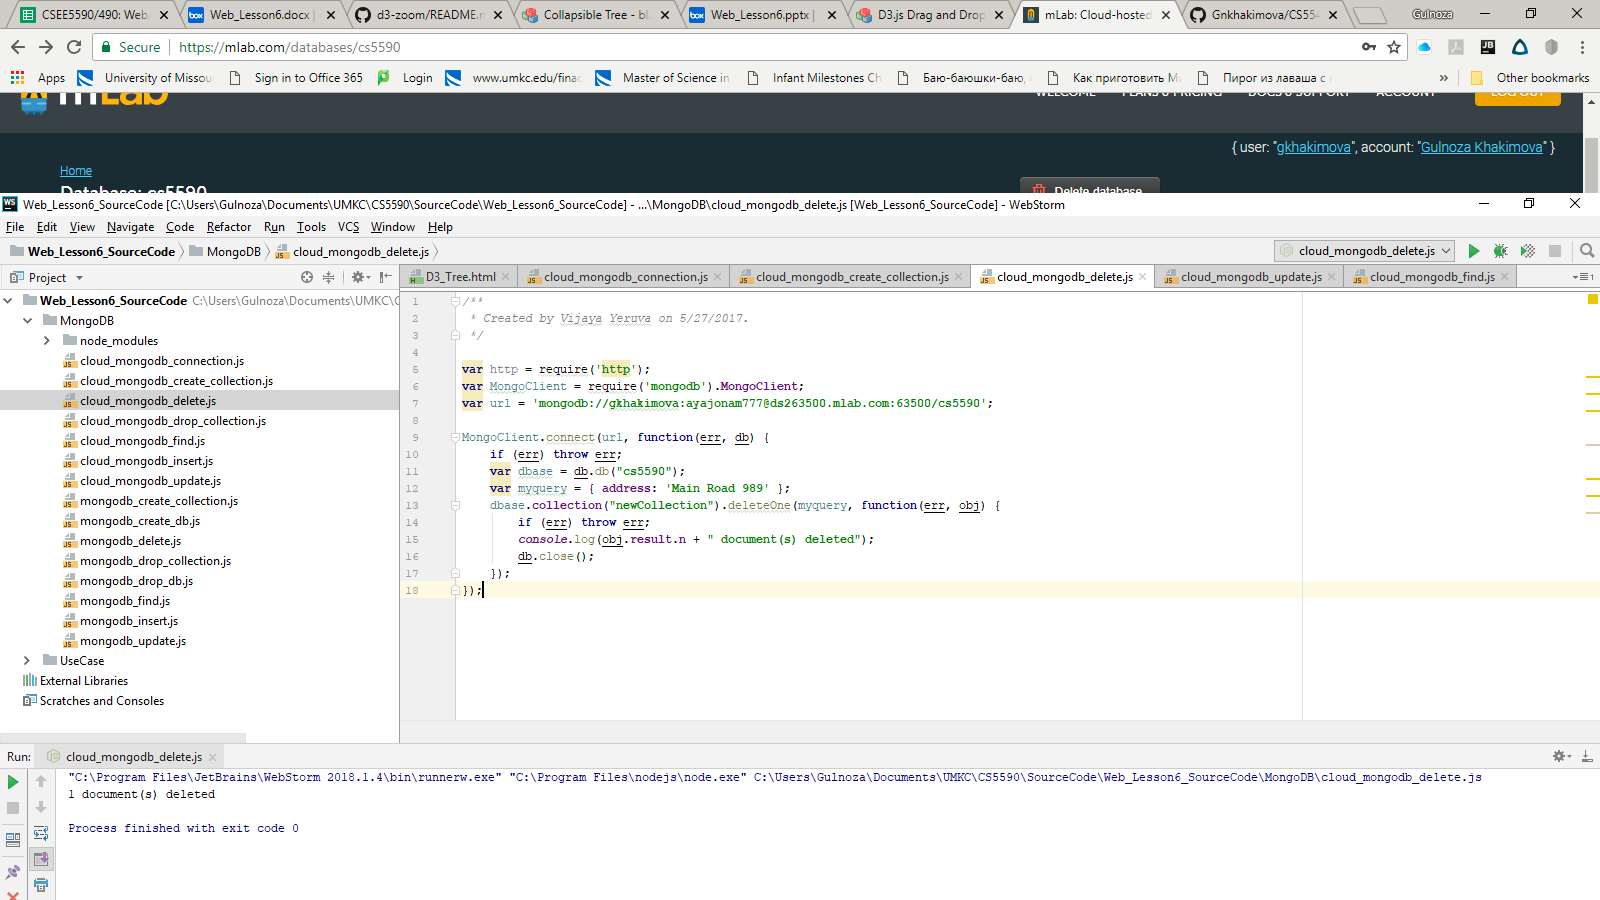 CSEE5590/490: Web/
Web_Lesson6.docx |
d3-zoom/README.m
Collapsible Tree - bl
Web_Lesson6.pptx |
D3.js Drag and Drop
mLab: Cloud-hosted
Gnkhakimova/CS554
Gulnoza
Secure
https://mlab.com/databases/cs5590
Apps
University of Missou
Sign in to Office 365
Login
www.umkc.edu/finac
Master of Science in
Infant Milestones Ch
Баю-баюшки-баю,
Как приготовить М
Пирог из лаваша с
»
Other bookmarks
mLab
WELCOME
PLANS & PRICING
DOCS & SUPPORT
ACCOUNT
LOG OUT
{ user: "gkhakimova", account: "Gulnoza Khakimova" }
Home
Database: cs5590
Delete database
Web_Lesson6_SourceCode [C:\Users\Gulnoza\Documents\UMKC\CS5590\SourceCode\Web_Lesson6_SourceCode] - ...\MongoDB\cloud_mongodb_delete.js [Web_Lesson6_SourceCode] - WebStorm
File Edit View Navigate Code Refactor Run Tools VCS Window Help
Web_Lesson6_SourceCode
MongoDB
cloud_mongodb_delete.js
cloud_mongodb_delete.js
Project
D3_Tree.html
cloud_mongodb_connection.js
cloud_mongodb_create_collection.js
cloud_mongodb_delete.js
cloud_mongodb_update.js
cloud_mongodb_find.js
Web_Lesson6_SourceCode C:\Users\Gulnoza\Documents\UMKC\C
MongoDB
node_modules
cloud_mongodb_connection.js
cloud_mongodb_create_collection.js
cloud_mongodb_delete.js
cloud_mongodb_drop_collection.js
cloud_mongodb_find.js
cloud_mongodb_insert.js
cloud_mongodb_update.js
mongodb_create_collection.js
mongodb_create_db.js
mongodb_delete.js
mongodb_drop_collection.js
mongodb_drop_db.js
mongodb_find.js
mongodb_insert.js
mongodb_update.js
UseCase
External Libraries
Scratches and Consoles
1 /**
2 * Created by Vijaya Yeruva on 5/27/2017.
3 */
4
5 var http = require('http');
6 var MongoClient = require('mongodb').MongoClient;
7 var url = 'mongodb://gkhakimova:ayajonam777@ds263500.mlab.com:63500/cs5590';
8
9 MongoClient.connect(url, function(err, db) {
10 if (err) throw err;
11 var dbase = db.db("cs5590");
12 var myquery = { address: 'Main Road 989' };
13 dbase.collection("newCollection").deleteOne(myquery, function(err, obj) {
14 if (err) throw err;
15 console.log(obj.result.n + " document(s) deleted");
16 db.close();
17 });
18 });
Run: cloud_mongodb_delete.js
"C:\Program Files\JetBrains\WebStorm 2018.1.4\bin\runnerw.exe" "C:\Program Files\nodejs\node.exe" C:\Users\Gulnoza\Documents\UMKC\CS5590\SourceCode\Web_Lesson6_SourceCode\MongoDB\cloud_mongodb_delete.js
1 document(s) deleted
Process finished with exit code 0